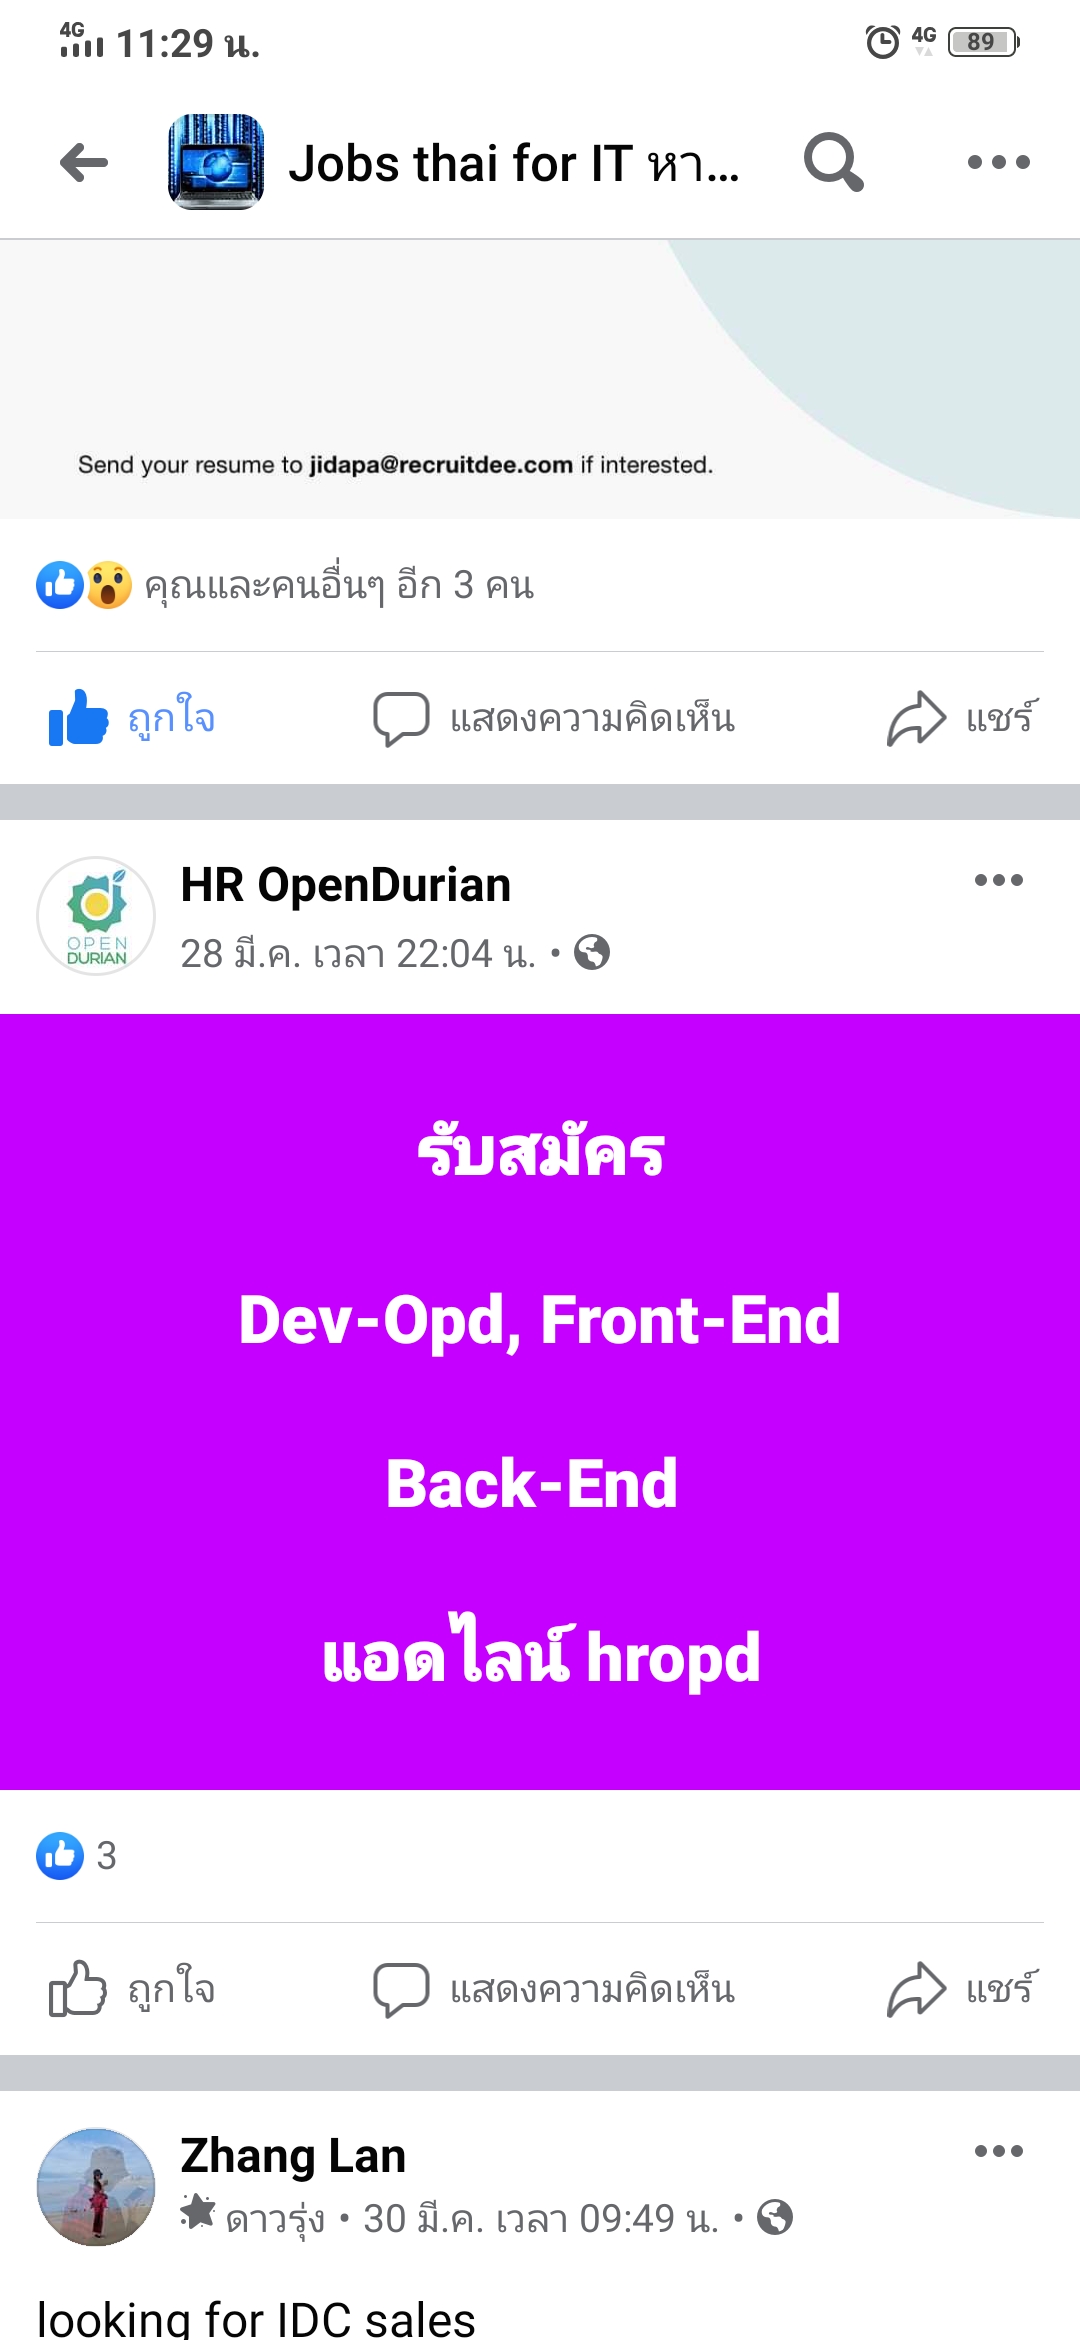 4G 11:29 น. 4G 89
Jobs thai for IT หา...
Send your resume to jidapa@recruitdee.com if interested.
คุณและคนอื่นๆ อีก 3 คน
ถูกใจ แสดงความคิดเห็น แชร์
OPEN
DURIAN
HR OpenDurian
28 มี.ค. เวลา 22:04 น. •
รับสมัคร
Dev-Opd, Front-End
Back-End
แอดไลน์ hropd
3
ถูกใจ แสดงความคิดเห็น แชร์
Zhang Lan
ดาวรุ่ง • 30 มี.ค. เวลา 09:49 น. •
looking for IDC sales